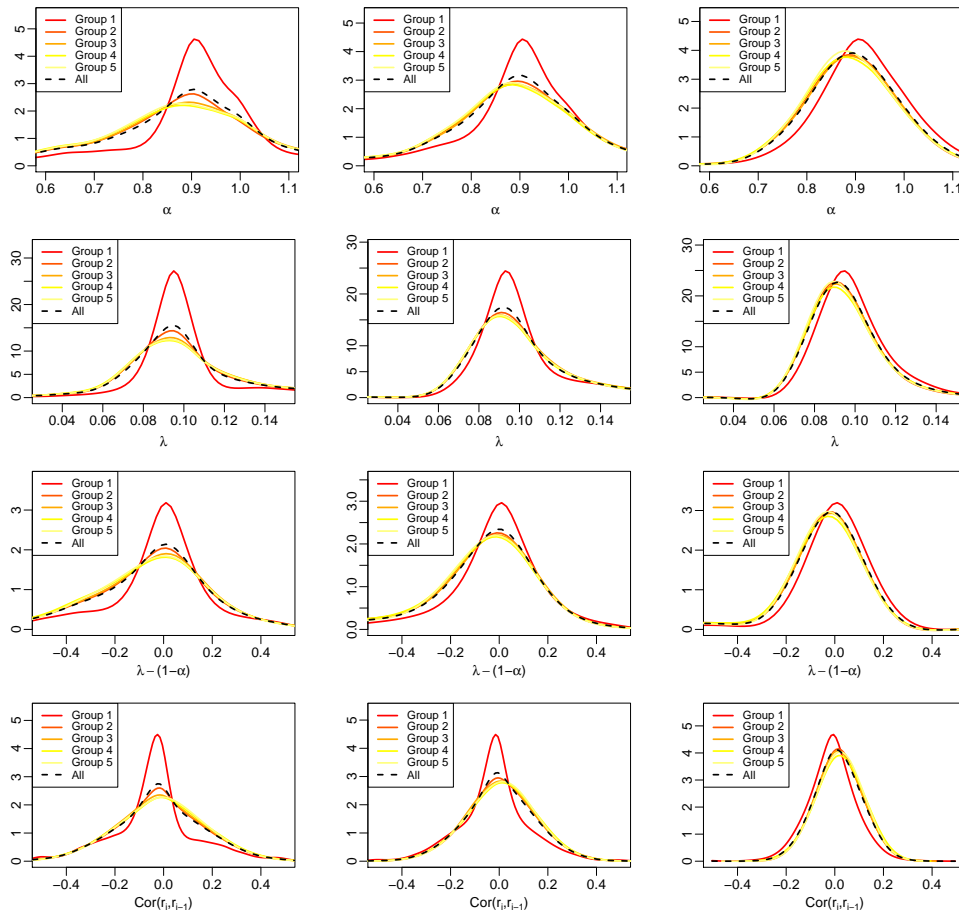 Group 1
Group 2
Group 3
Group 4
Group 5
All
0 1 2 3 4 5
0.6 0.7 0.8 0.9 1.0 1.1
α
Group 1
Group 2
Group 3
Group 4
Group 5
All
0 1 2 3 4 5
0.6 0.7 0.8 0.9 1.0 1.1
α
Group 1
Group 2
Group 3
Group 4
Group 5
All
0 1 2 3 4 5
0.6 0.7 0.8 0.9 1.0 1.1
α
Group 1
Group 2
Group 3
Group 4
Group 5
All
0 5 10 20 30
0.04 0.06 0.08 0.10 0.12 0.14
λ
Group 1
Group 2
Group 3
Group 4
Group 5
All
0 5 10 20 30
0.04 0.06 0.08 0.10 0.12 0.14
λ
Group 1
Group 2
Group 3
Group 4
Group 5
All
0 5 10 20 30
0.04 0.06 0.08 0.10 0.12 0.14
λ
Group 1
Group 2
Group 3
Group 4
Group 5
All
0 1 2 3
−0.4 −0.2 0.0 0.2 0.4
λ − (1−α)
Group 1
Group 2
Group 3
Group 4
Group 5
All
0.0 1.0 2.0 3.0
−0.4 −0.2 0.0 0.2 0.4
λ − (1−α)
Group 1
Group 2
Group 3
Group 4
Group 5
All
0 1 2 3
−0.4 −0.2 0.0 0.2 0.4
λ − (1−α)
Group 1
Group 2
Group 3
Group 4
Group 5
All
0 1 2 3 4 5
−0.4 −0.2 0.0 0.2 0.4
Cor(ri,ri−1)
Group 1
Group 2
Group 3
Group 4
Group 5
All
0 1 2 3 4 5
−0.4 −0.2 0.0 0.2 0.4
Cor(ri,ri−1)
Group 1
Group 2
Group 3
Group 4
Group 5
All
0 1 2 3 4 5
−0.4 −0.2 0.0 0.2 0.4
Cor(ri,ri−1)